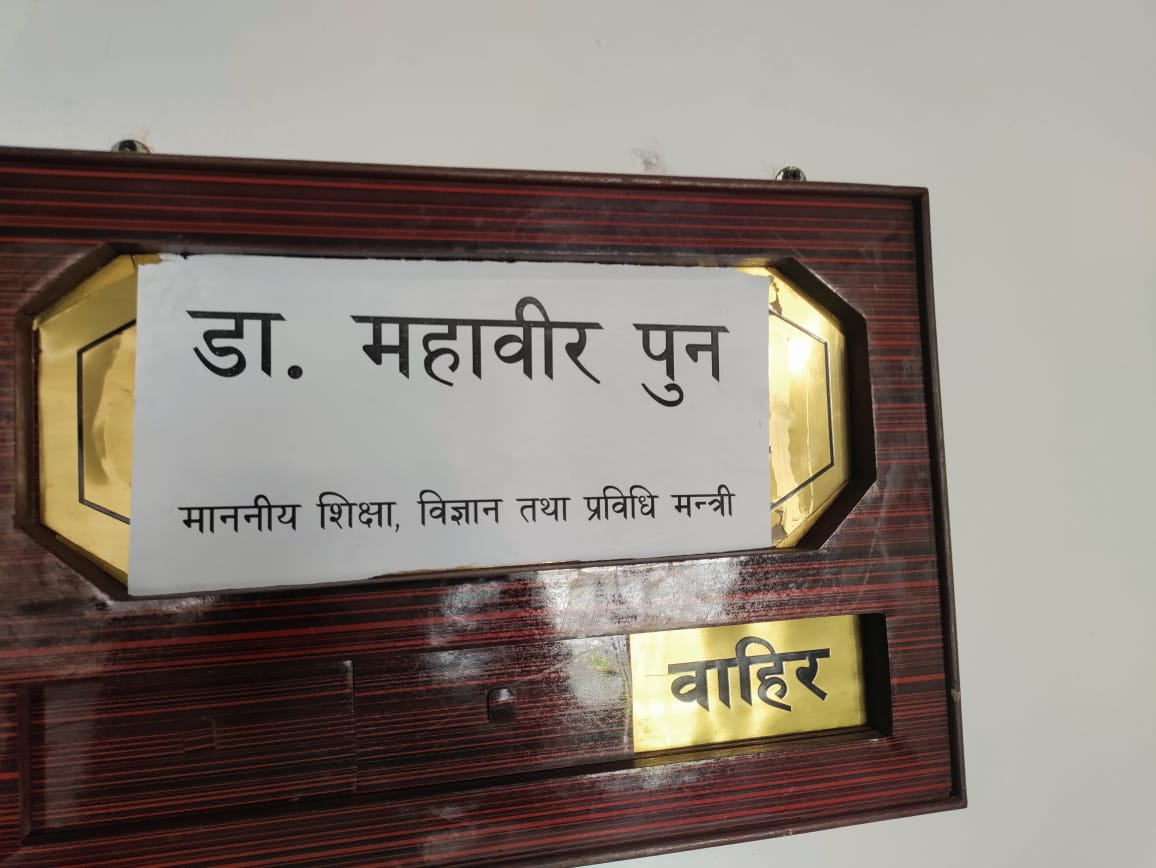 डा. महावीर पुन
माननीय शिक्षा, विज्ञान तथा प्रविधि मन्त्री
वाहिर